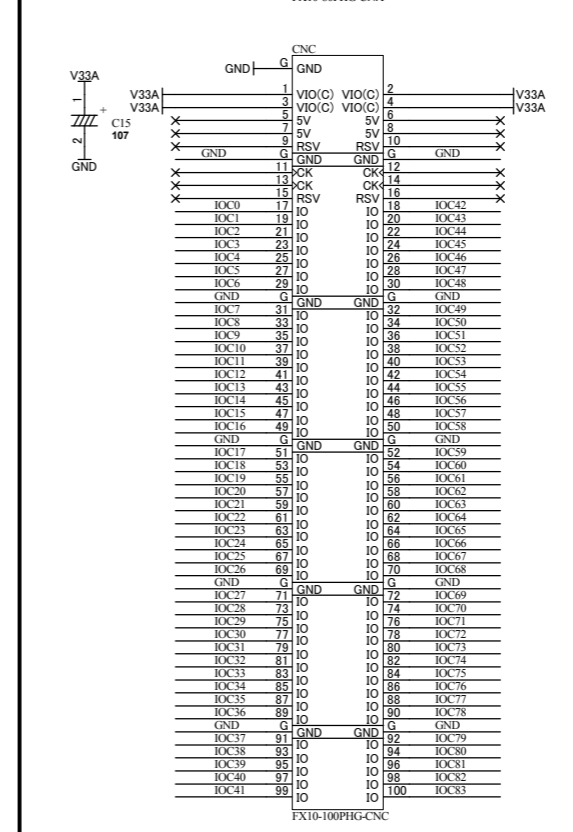 CNC
GND G GND
V33A
1
+
C15
107
2
GND
V33A 1 VIO(C) VIO(C) 2 V33A
V33A 3 VIO(C) VIO(C) 4 V33A
5 5V 5V 6
7 5V 5V 8
9 RSV RSV 10
GND G GND GND G GND
11 CK CK 12
13 CK CK 14
15 RSV RSV 16
IOC0 17 IO IO 18 IOC42
IOC1 19 IO IO 20 IOC43
IOC2 21 IO IO 22 IOC44
IOC3 23 IO IO 24 IOC45
IOC4 25 IO IO 26 IOC46
IOC5 27 IO IO 28 IOC47
IOC6 29 IO IO 30 IOC48
GND G GND GND G GND
IOC7 31 IO IO 32 IOC49
IOC8 33 IO IO 34 IOC50
IOC9 35 IO IO 36 IOC51
IOC10 37 IO IO 38 IOC52
IOC11 39 IO IO 40 IOC53
IOC12 41 IO IO 42 IOC54
IOC13 43 IO IO 44 IOC55
IOC14 45 IO IO 46 IOC56
IOC15 47 IO IO 48 IOC57
IOC16 49 IO IO 50 IOC58
GND G GND GND G GND
IOC17 51 IO IO 52 IOC59
IOC18 53 IO IO 54 IOC60
IOC19 55 IO IO 56 IOC61
IOC20 57 IO IO 58 IOC62
IOC21 59 IO IO 60 IOC63
IOC22 61 IO IO 62 IOC64
IOC23 63 IO IO 64 IOC65
IOC24 65 IO IO 66 IOC66
IOC25 67 IO IO 68 IOC67
IOC26 69 IO IO 70 IOC68
GND G GND GND G GND
IOC27 71 IO IO 72 IOC69
IOC28 73 IO IO 74 IOC70
IOC29 75 IO IO 76 IOC71
IOC30 77 IO IO 78 IOC72
IOC31 79 IO IO 80 IOC73
IOC32 81 IO IO 82 IOC74
IOC33 83 IO IO 84 IOC75
IOC34 85 IO IO 86 IOC76
IOC35 87 IO IO 88 IOC77
IOC36 89 IO IO 90 IOC78
GND G GND GND G GND
IOC37 91 IO IO 92 IOC79
IOC38 93 IO IO 94 IOC80
IOC39 95 IO IO 96 IOC81
IOC40 97 IO IO 98 IOC82
IOC41 99 IO IO 100 IOC83
FX10-100PHG-CNC